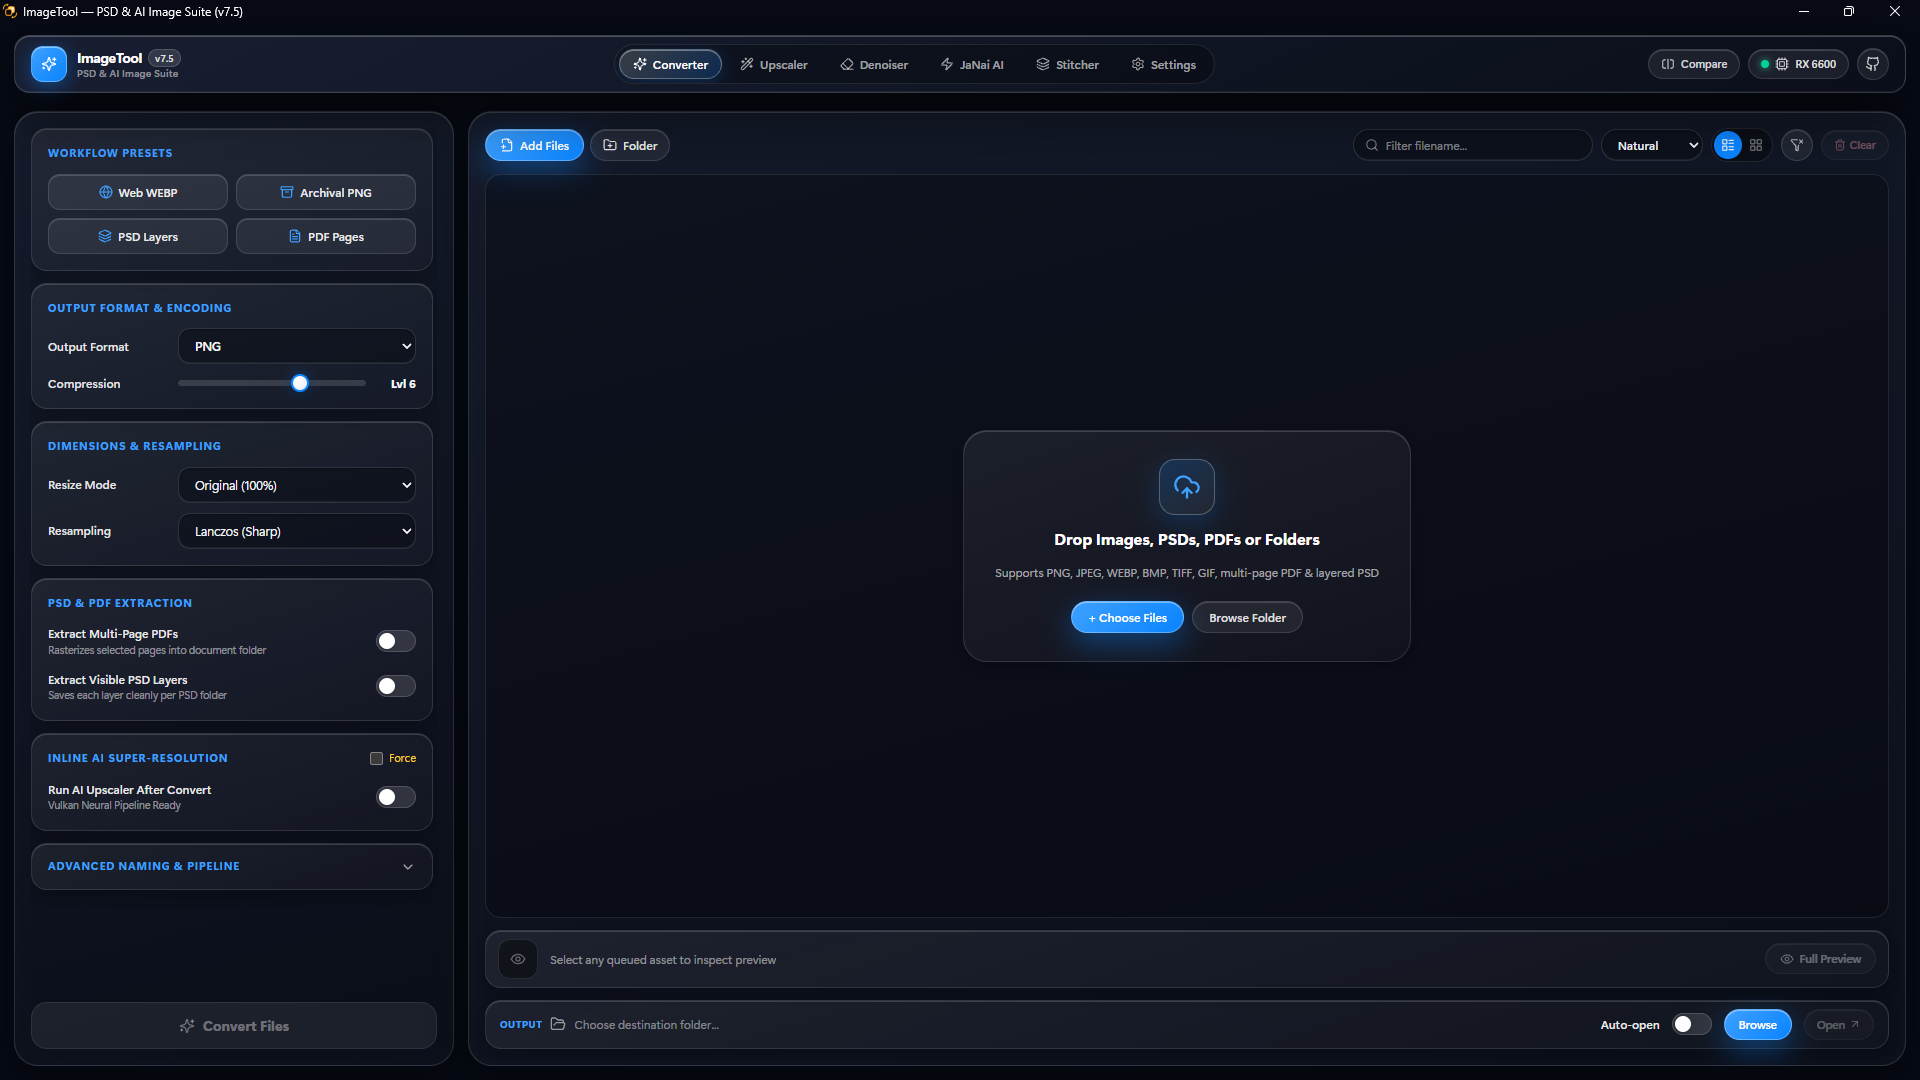 ImageTool — PSD & AI Image Suite (v7.5)
ImageTool v7.5
PSD & AI Image Suite
Converter
Upscaler
Denoiser
JaNai AI
Stitcher
Settings
Compare
RX 6600
WORKFLOW PRESETS
Web WEBP
Archival PNG
PSD Layers
PDF Pages
OUTPUT FORMAT & ENCODING
Output Format
PNG
Compression
Lvl 6
DIMENSIONS & RESAMPLING
Resize Mode
Original (100%)
Resampling
Lanczos (Sharp)
PSD & PDF EXTRACTION
Extract Multi-Page PDFs
Rasterizes selected pages into document folder
Extract Visible PSD Layers
Saves each layer cleanly per PSD folder
INLINE AI SUPER-RESOLUTION
Force
Run AI Upscaler After Convert
Vulkan Neural Pipeline Ready
ADVANCED NAMING & PIPELINE
Convert Files
Add Files
Folder
Filter filename...
Natural
Clear
Drop Images, PSDs, PDFs or Folders
Supports PNG, JPEG, WEBP, BMP, TIFF, GIF, multi-page PDF & layered PSD
+ Choose Files
Browse Folder
Select any queued asset to inspect preview
Full Preview
OUTPUT
Choose destination folder...
Auto-open
Browse
Open